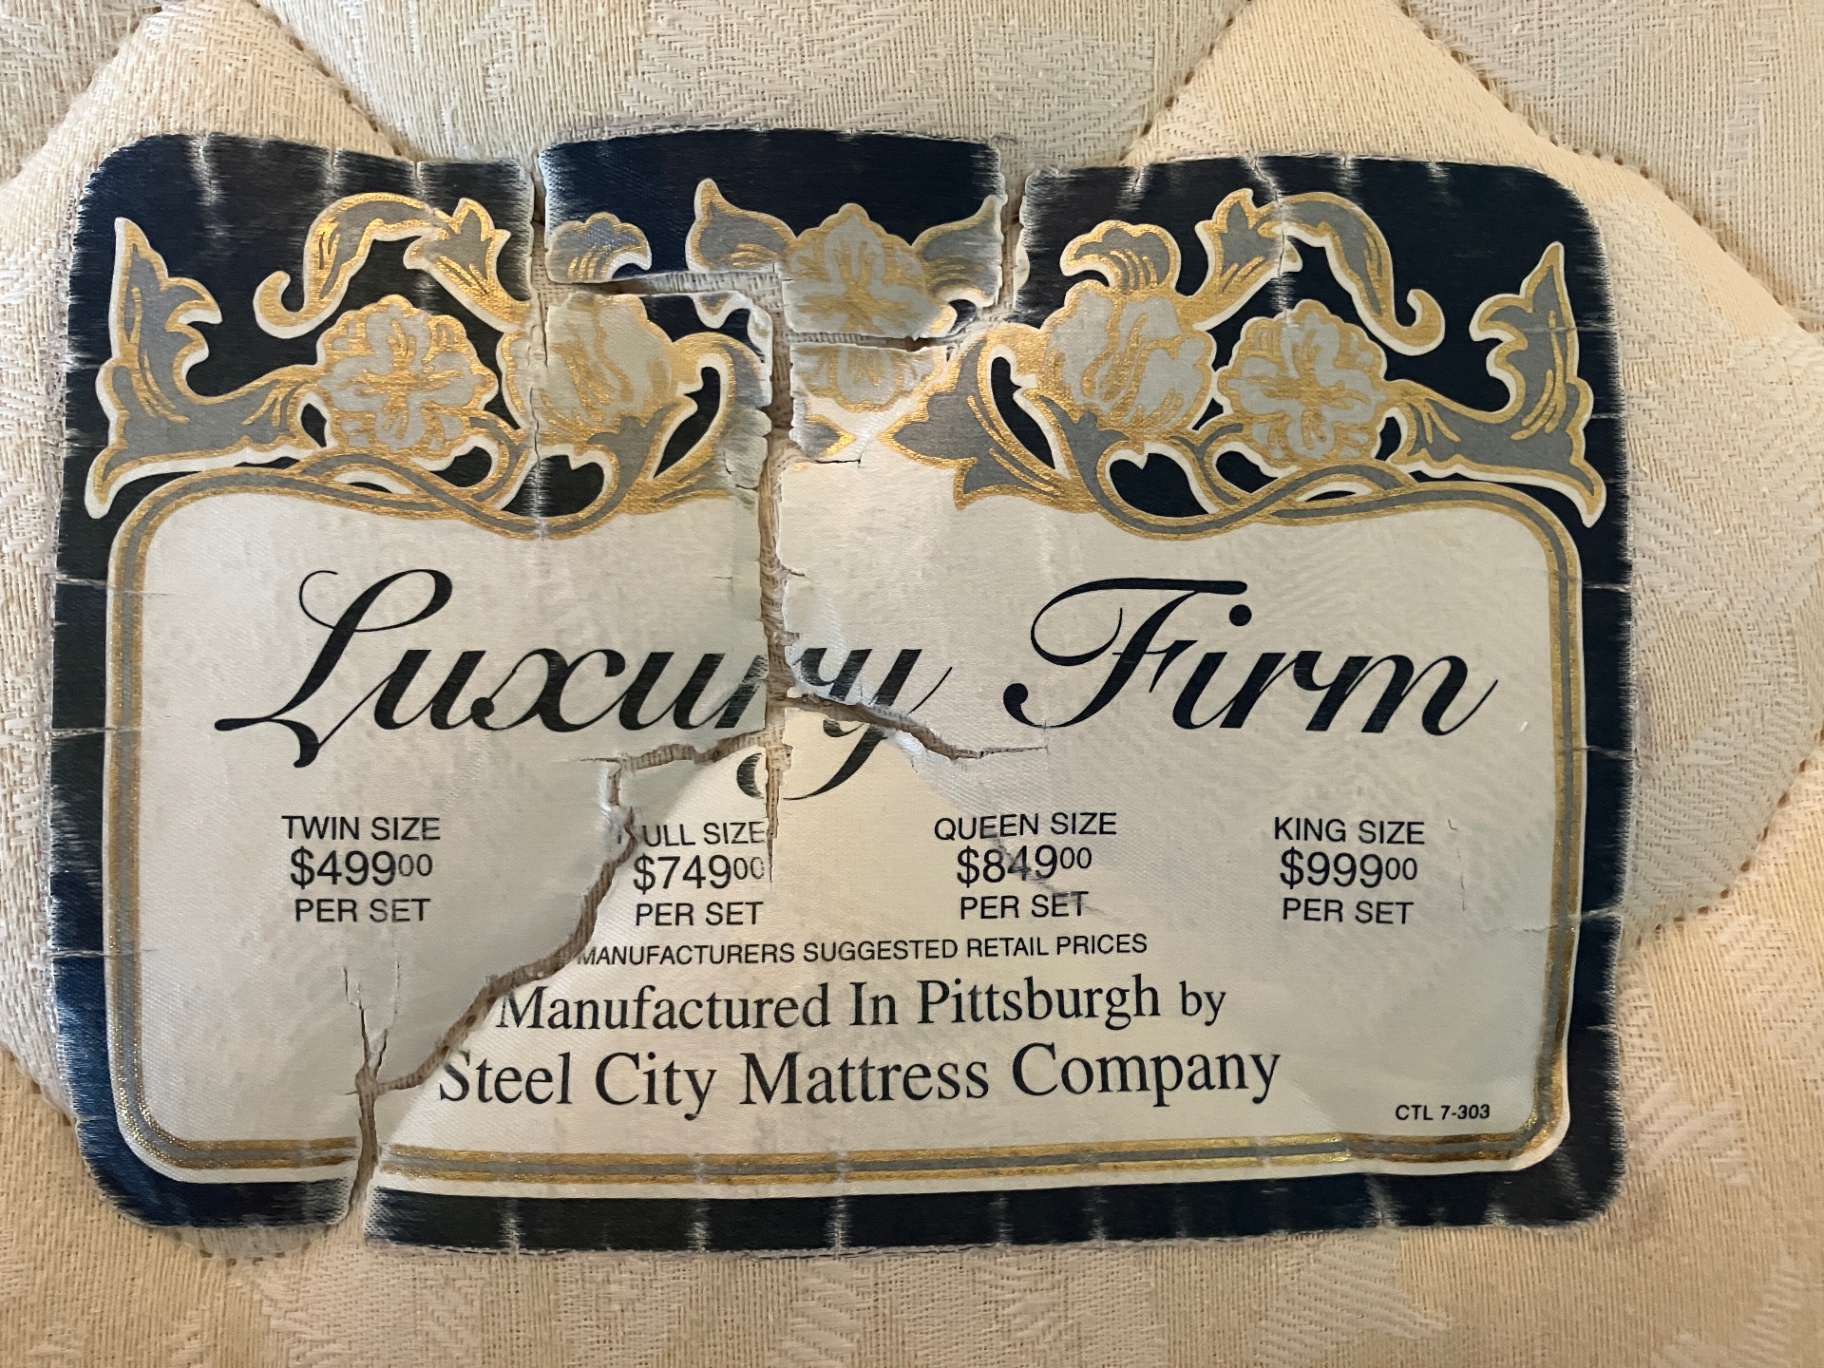 Luxury Firm
TWIN SIZE FULL SIZE QUEEN SIZE KING SIZE
$49900 $74900 $84900 $99900
PER SET PER SET PER SET PER SET
MANUFACTURERS SUGGESTED RETAIL PRICES
Manufactured In Pittsburgh by
Steel City Mattress Company
CTL 7-303